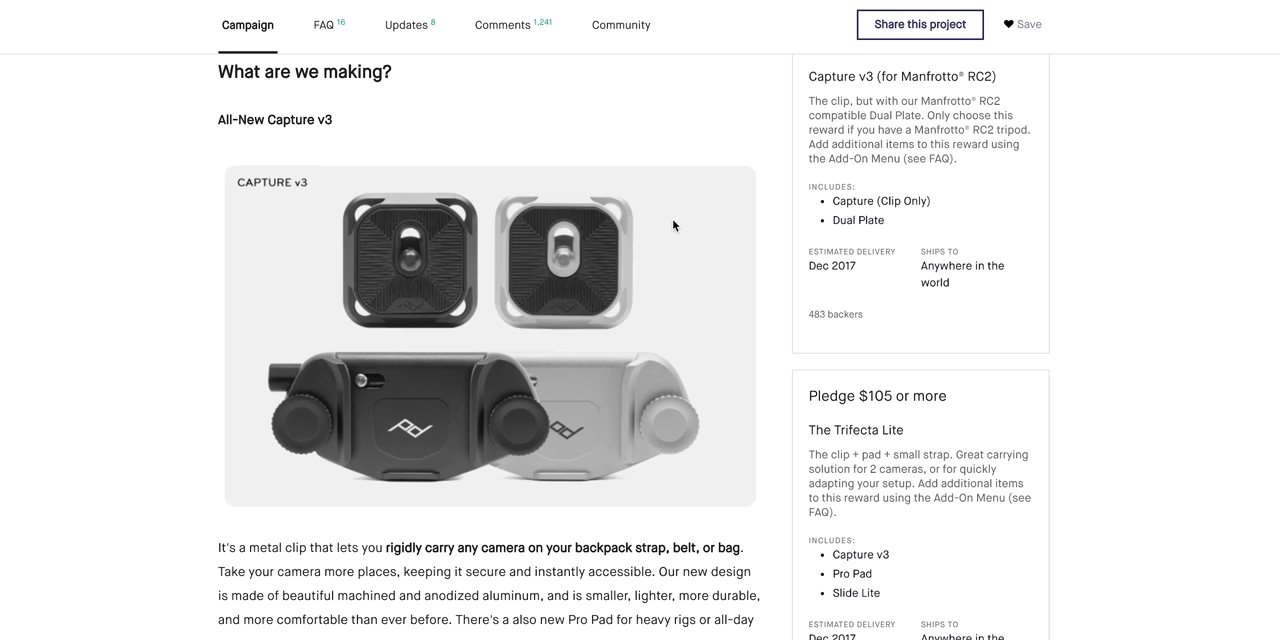 Campaign
FAQ 16
Updates 8
Comments 1,241
Community
Share this project
Save
What are we making?
All-New Capture v3
CAPTURE v3
It's a metal clip that lets you rigidly carry any camera on your backpack strap, belt, or bag.
Take your camera more places, keeping it secure and instantly accessible. Our new design
is made of beautiful machined and anodized aluminum, and is smaller, lighter, more durable,
and more comfortable than ever before. There's a also new Pro Pad for heavy rigs or all-day
Capture v3 (for Manfrotto® RC2)
The clip, but with our Manfrotto® RC2
compatible Dual Plate. Only choose this
reward if you have a Manfrotto® RC2 tripod.
Add additional items to this reward using
the Add-On Menu (see FAQ).
INCLUDES:
• Capture (Clip Only)
• Dual Plate
ESTIMATED DELIVERY
Dec 2017
SHIPS TO
Anywhere in the
world
483 backers
Pledge $105 or more
The Trifecta Lite
The clip + pad + small strap. Great carrying
solution for 2 cameras, or for quickly
adapting your setup. Add additional items
to this reward using the Add-On Menu (see
FAQ).
INCLUDES:
• Capture v3
• Pro Pad
• Slide Lite
ESTIMATED DELIVERY
Dec 2017
SHIPS TO
Anywhere in the